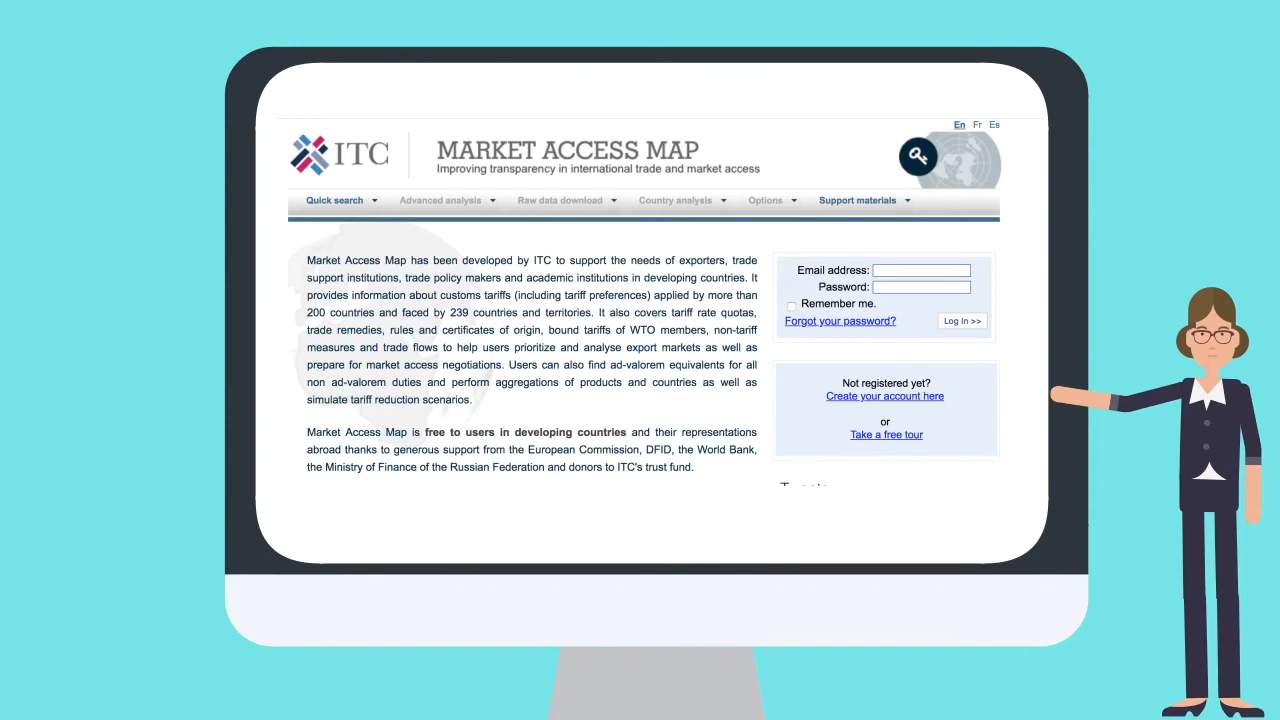 En Fr Es
ITC
MARKET ACCESS MAP
Improving transparency in international trade and market access
Quick search Advanced analysis Raw data download Country analysis Options Support materials
Market Access Map has been developed by ITC to support the needs of exporters, trade
support institutions, trade policy makers and academic institutions in developing countries. It
provides information about customs tariffs (including tariff preferences) applied by more than
200 countries and faced by 239 countries and territories. It also covers tariff rate quotas,
trade remedies, rules and certificates of origin, bound tariffs of WTO members, non-tariff
measures and trade flows to help users prioritize and analyse export markets as well as
prepare for market access negotiations. Users can also find ad-valorem equivalents for all
non ad-valorem duties and perform aggregations of products and countries as well as
simulate tariff reduction scenarios.
Market Access Map is free to users in developing countries and their representations
abroad thanks to generous support from the European Commission, DFID, the World Bank,
the Ministry of Finance of the Russian Federation and donors to ITC's trust fund.
Email address:
Password:
Remember me.
Forgot your password? Log In >>
Not registered yet?
Create your account here
or
Take a free tour